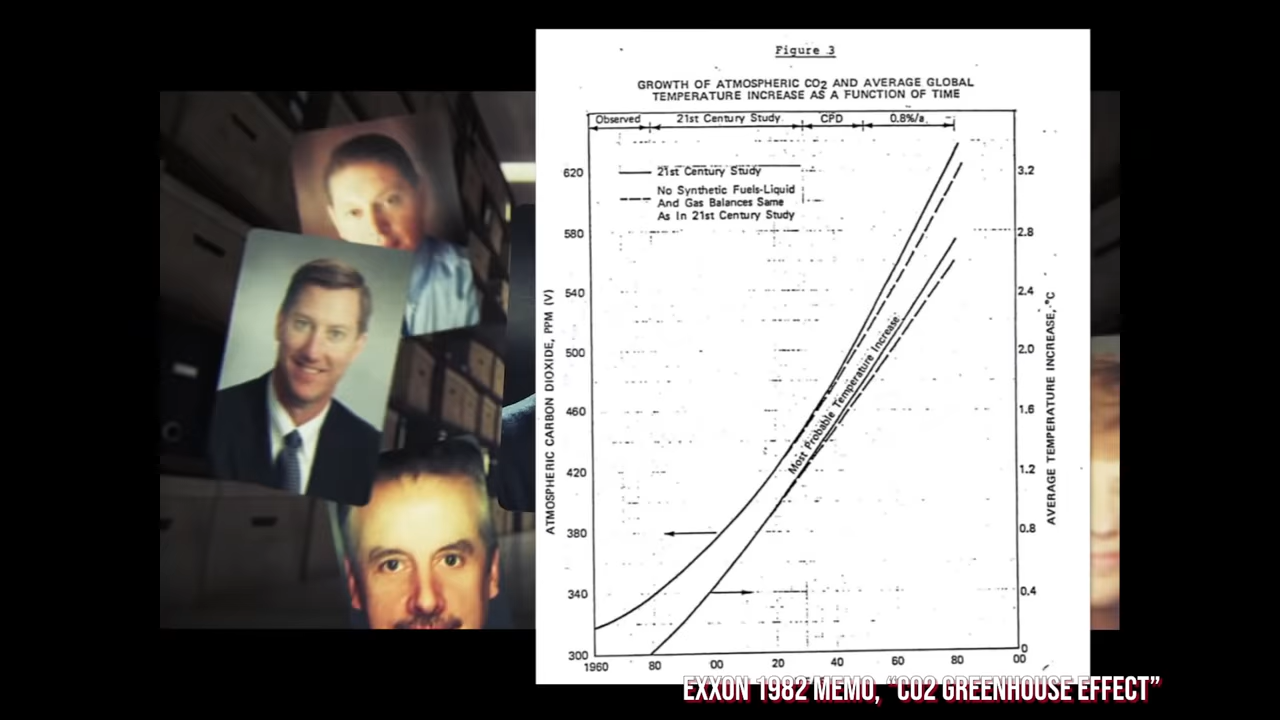 Figure 3
GROWTH OF ATMOSPHERIC CO2 AND AVERAGE GLOBAL
TEMPERATURE INCREASE AS A FUNCTION OF TIME
Observed 21st Century Study CPD 0.8%/a
21st Century Study
No Synthetic Fuels-Liquid
And Gas Balances Same
As In 21st Century Study
ATMOSPHERIC CARBON DIOXIDE, PPM (V)
620
580
540
500
460
420
380
340
300
Most Probable Temperature Increase
3.2
2.8
2.4
2.0
1.6
1.2
0.8
0.4
0
AVERAGE TEMPERATURE INCREASE, °C
1960 80 00 20 40 60 80 00
EXXON 1982 MEMO, “CO2 GREENHOUSE EFFECT”